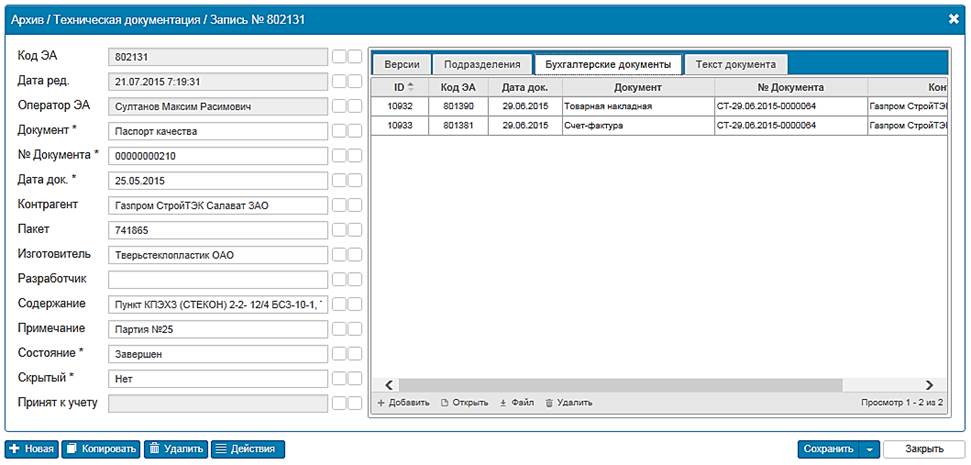 Архив / Техническая документация / Запись № 802131
Код ЭА 802131
Дата ред. 21.07.2015 7:19:31
Оператор ЭА Султанов Максим Расимович
Документ * Паспорт качества
№ Документа * 00000000210
Дата док. * 25.05.2015
Контрагент Газпром СтройТЭК Салават ЗАО
Пакет 741865
Изготовитель Тверьстеклопластик ОАО
Разработчик
Содержание Пункт КПЭХЗ (СТЕКОН) 2-2- 12/4 БСЗ-10-1,
Примечание Партия №25
Состояние * Завершен
Скрытый * Нет
Принят к учету
Версии Подразделения Бухгалтерские документы Текст документа
ID Код ЭА Дата док. Документ № Документа Кон
10932 801390 29.06.2015 Товарная накладная СТ-29.06.2015-0000064 Газпром СтройТЭ
10933 801381 29.06.2015 Счет-фактура СТ-29.06.2015-0000064 Газпром СтройТЭ
Добавить Открыть Файл Удалить Просмотр 1 - 2 из 2
Новая Копировать Удалить Действия Сохранить Закрыть